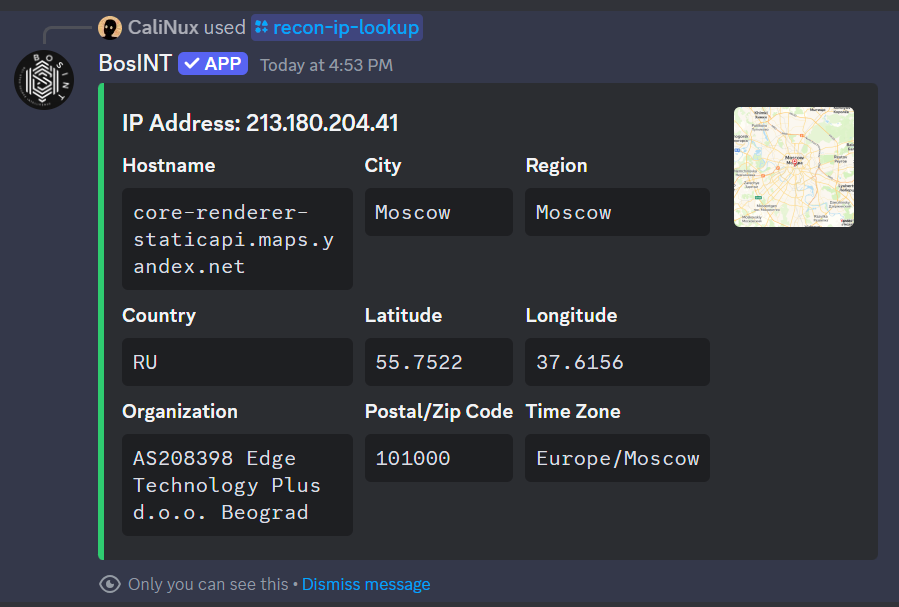 CaliNux used recon-ip-lookup
BOSINT
BosINT APP Today at 4:53 PM
IP Address: 213.180.204.41
Hostname City Region
core-renderer-
staticapi.maps.y
andex.net
Moscow
Moscow
Country Latitude Longitude
RU
55.7522
37.6156
Organization Postal/Zip Code Time Zone
AS208398 Edge
Technology Plus
d.o.o. Beograd
101000
Europe/Moscow
Moscow
Only you can see this • Dismiss message